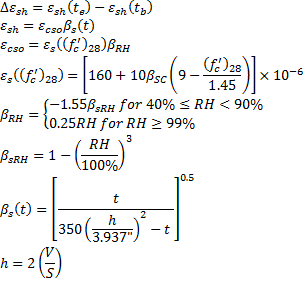 Δε_sh = ε_sh(t_e) − ε_sh(t_b)
ε_sh = ε_cso β_s(t)
ε_cso = ε_s((f'_c)_28)β_RH
ε_s((f'_c)_28) = [160 + 10β_SC(9 − (f'_c)_28/1.45)] × 10^−6
β_RH = {−1.55β_sRH for 40% ≤ RH < 90%
0.25RH for RH ≥ 99%
β_sRH = 1 − (RH/100%)^3
β_s(t) = [t/(350(h/3.937")^2 − t)]^0.5
h = 2(V/S)